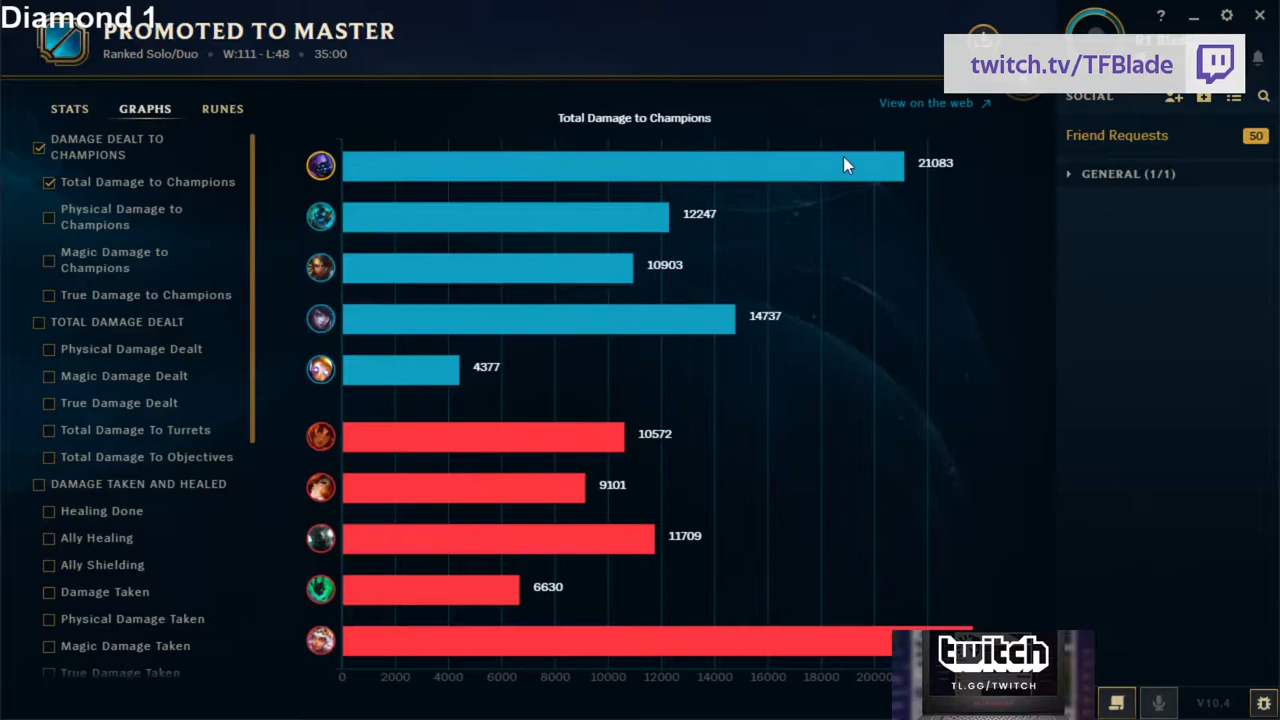 Diamond 1
PROMOTED TO MASTER
Ranked Solo/Duo • W:111 - L:48 • 35:00
?
twitch.tv/TFBlade
STATS GRAPHS RUNES
View on the web
SOCIAL
Total Damage to Champions
Friend Requests 50
GENERAL (1/1)
DAMAGE DEALT TO
CHAMPIONS
Total Damage to Champions
Physical Damage to
Champions
Magic Damage to
Champions
True Damage to Champions
TOTAL DAMAGE DEALT
Physical Damage Dealt
Magic Damage Dealt
True Damage Dealt
Total Damage To Turrets
Total Damage To Objectives
DAMAGE TAKEN AND HEALED
Healing Done
Ally Healing
Ally Shielding
Damage Taken
Physical Damage Taken
Magic Damage Taken
True Damage Taken
21083
12247
10903
14737
4377
10572
9101
11709
6630
0 2000 4000 6000 8000 10000 12000 14000 16000 18000 20000
twitch
TL.GG/TWITCH
V10.4